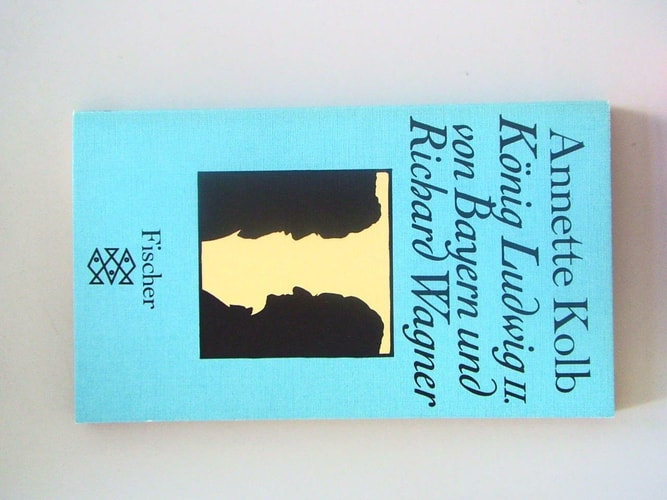 Annette Kolb
König Ludwig II.
von Bayern und
Richard Wagner
Fischer